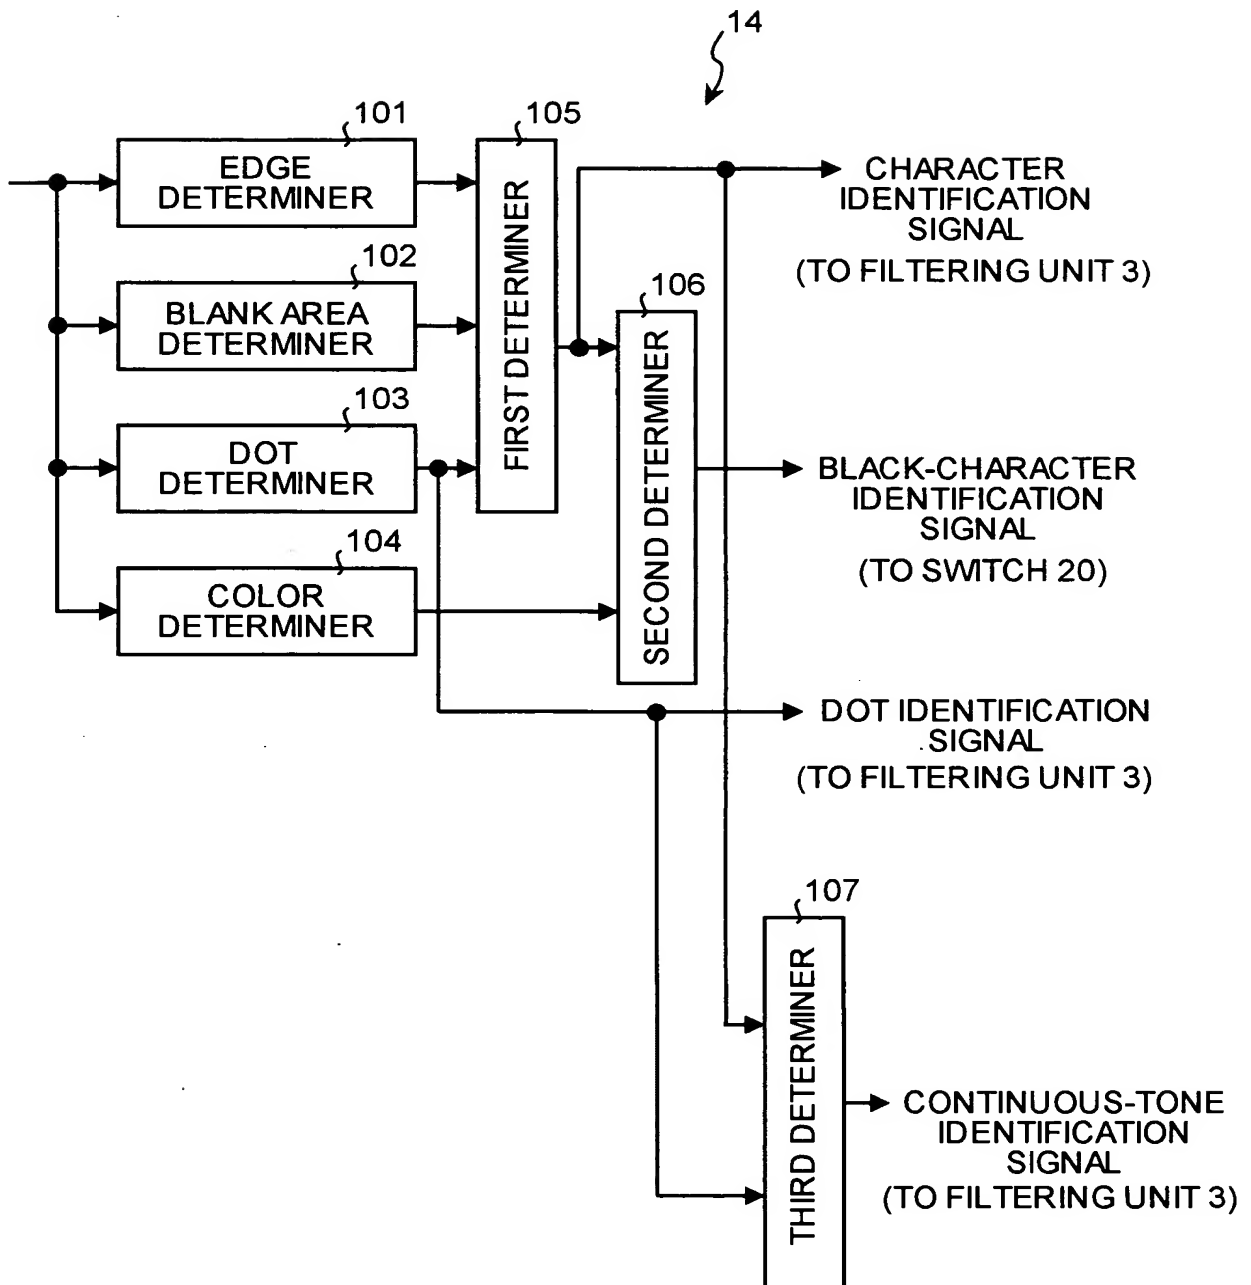 14
101
EDGE
DETERMINER
105
FIRST DETERMINER
CHARACTER
IDENTIFICATION
SIGNAL
(TO FILTERING UNIT 3)
102
BLANK AREA
DETERMINER
106
SECOND DETERMINER
103
DOT
DETERMINER
BLACK-CHARACTER
IDENTIFICATION
SIGNAL
(TO SWITCH 20)
104
COLOR
DETERMINER
DOT IDENTIFICATION
SIGNAL
(TO FILTERING UNIT 3)
107
THIRD DETERMINER
CONTINUOUS-TONE
IDENTIFICATION
SIGNAL
(TO FILTERING UNIT 3)